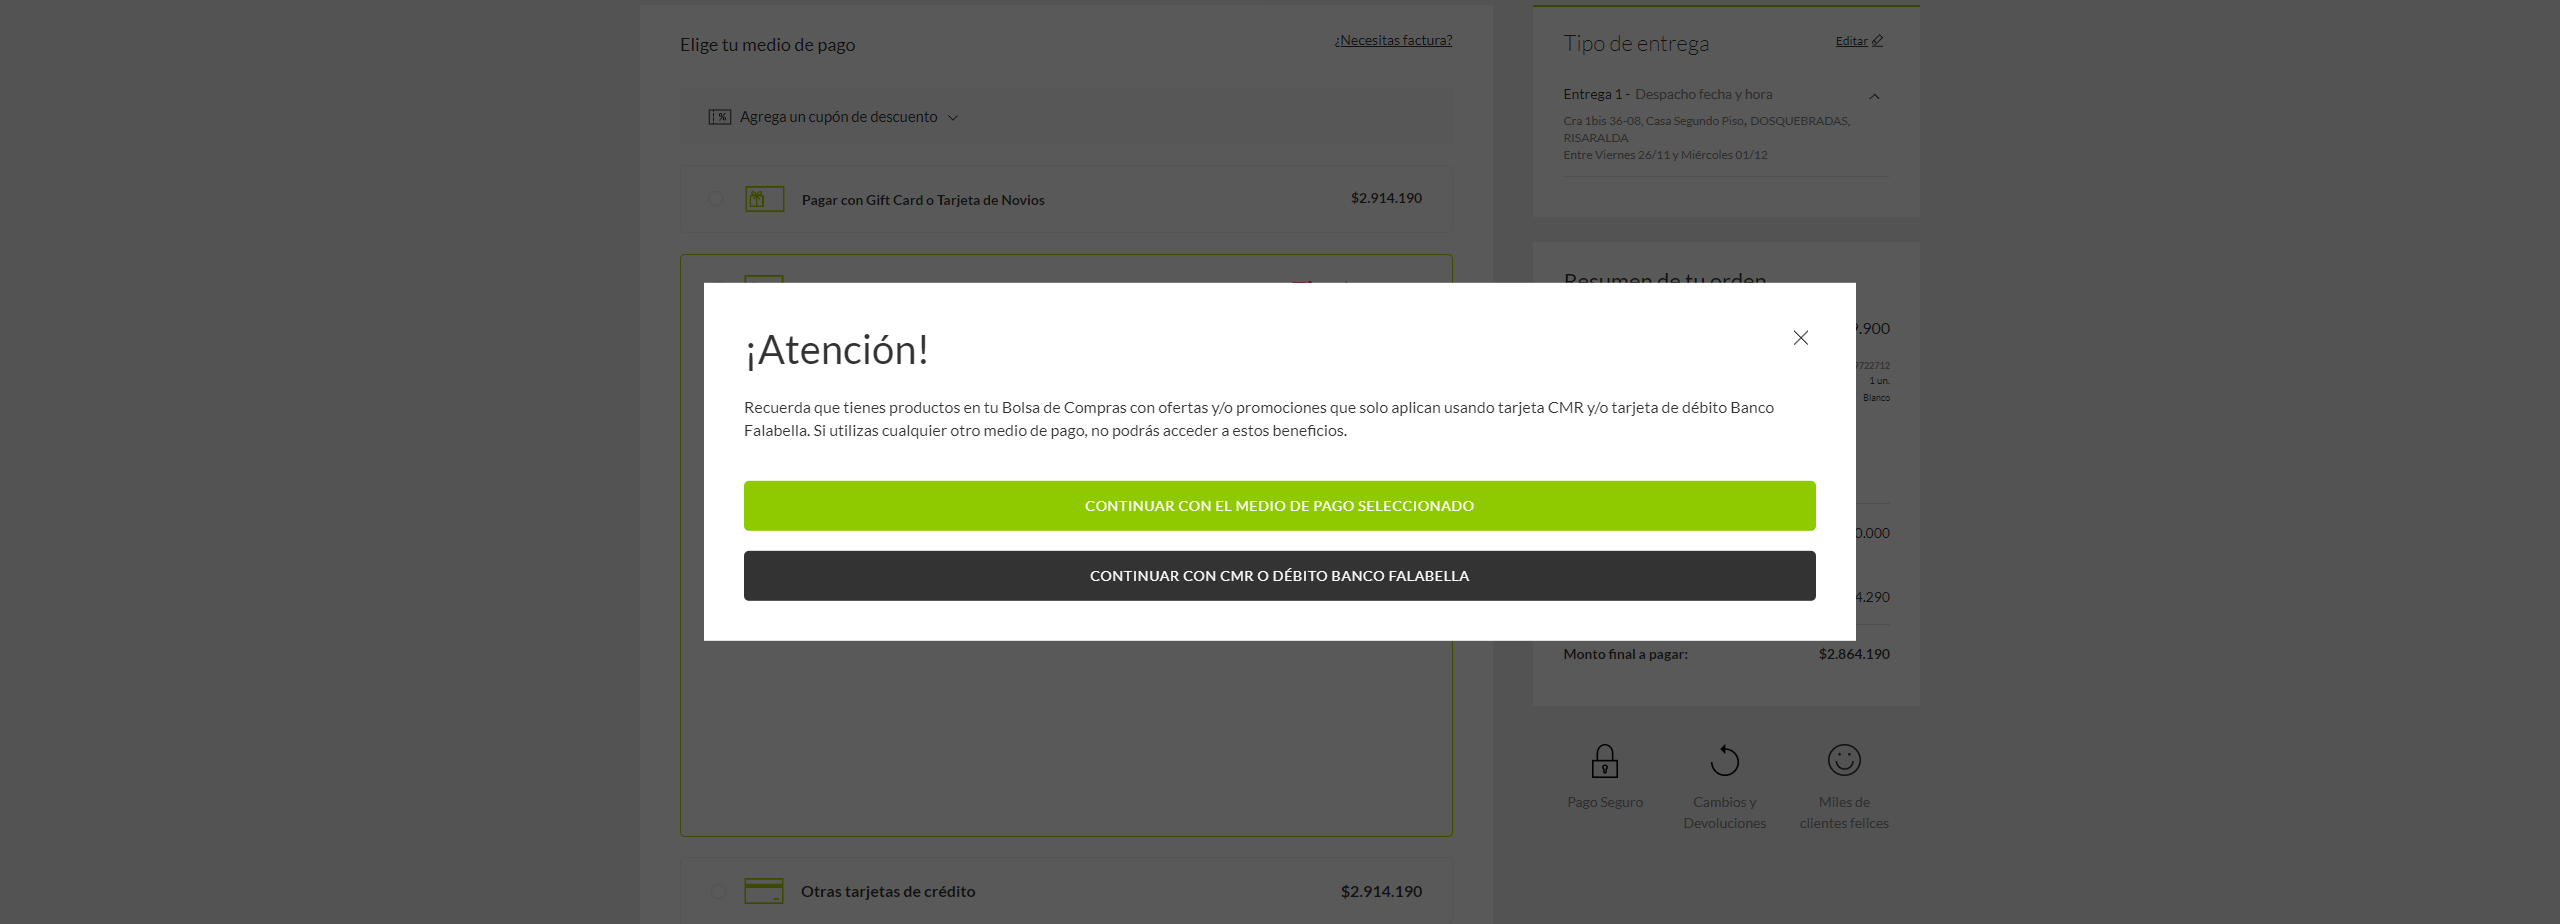 Elige tu medio de pago
¿Necesitas factura?
Agrega un cupón de descuento
Pagar con Gift Card o Tarjeta de Novios
$2.914.190
¡Atención!
Recuerda que tienes productos en tu Bolsa de Compras con ofertas y/o promociones que solo aplican usando tarjeta CMR y/o tarjeta de débito Banco
Falabella. Si utilizas cualquier otro medio de pago, no podrás acceder a estos beneficios.
CONTINUAR CON EL MEDIO DE PAGO SELECCIONADO
CONTINUAR CON CMR O DÉBITO BANCO FALABELLA
Otras tarjetas de crédito
$2.914.190
Tipo de entrega
Editar
Entrega 1 - Despacho fecha y hora
Cra 1bis 36-08, Casa Segundo Piso, DOSQUEBRADAS,
RISARALDA
Entre Viernes 26/11 y Miércoles 01/12
Resumen de tu orden
.900
9722712
1 un.
Blanco
0.000
4.290
Monto final a pagar:
$2.864.190
Pago Seguro
Cambios y
Devoluciones
Miles de
clientes felices